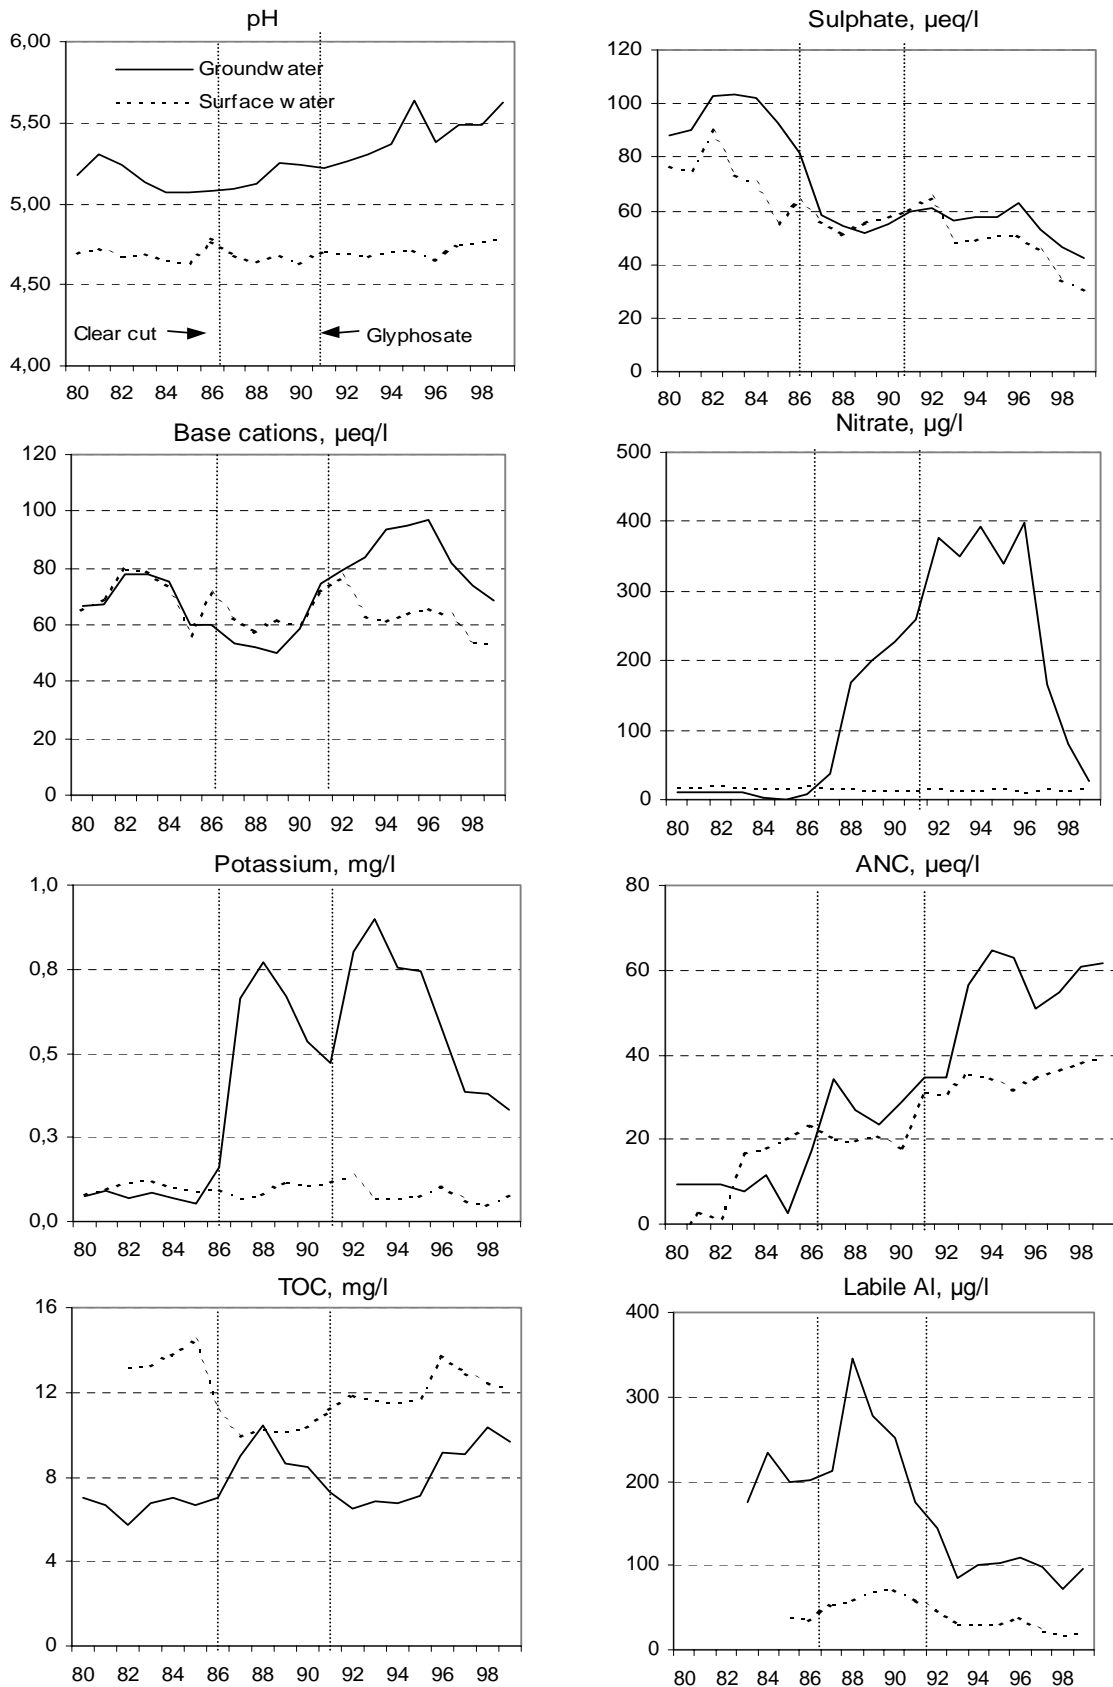 pH
6,00
5,50
5,00
4,50
4,00
Groundwater
Surface water
Clear cut
Glyphosate
80 82 84 86 88 90 92 94 96 98
Sulphate, µeq/l
120
100
80
60
40
20
0
80 82 84 86 88 90 92 94 96 98
Base cations, µeq/l
120
100
80
60
40
20
0
80 82 84 86 88 90 92 94 96 98
Nitrate, µg/l
500
400
300
200
100
0
80 82 84 86 88 90 92 94 96 98
Potassium, mg/l
1,0
0,8
0,5
0,3
0,0
80 82 84 86 88 90 92 94 96 98
ANC, µeq/l
80
60
40
20
0
80 82 84 86 88 90 92 94 96 98
TOC, mg/l
16
12
8
4
0
80 82 84 86 88 90 92 94 96 98
Labile Al, µg/l
400
300
200
100
0
80 82 84 86 88 90 92 94 96 98